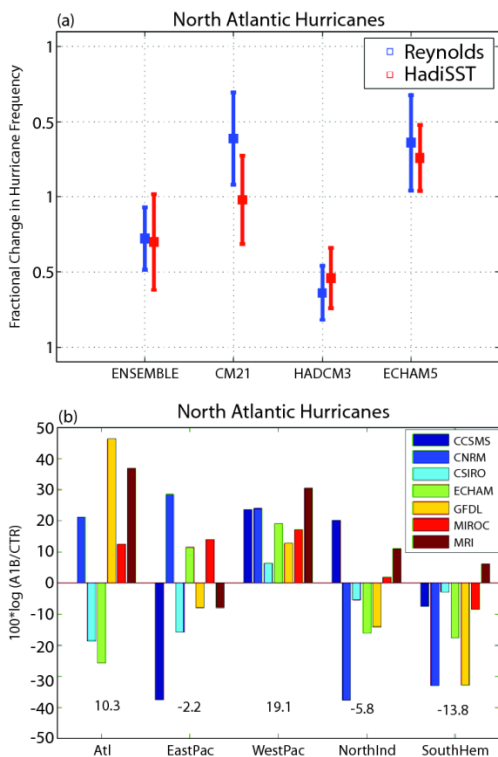 (a)
North Atlantic Hurricanes
Reynolds
HadiSST
Fractional Change in Hurricane Frequency
1
0.5
1
0.5
1
ENSEMBLE CM21 HADCM3 ECHAM5
(b)
North Atlantic Hurricanes
CCSMS
CNRM
CSIRO
ECHAM
GFDL
MIROC
MRI
100*log (A1B/CTR)
50
40
30
20
10
0
-10
-20
-30
-40
-50
10.3 -2.2 19.1 -5.8 -13.8
Atl EastPac WestPac NorthInd SouthHem